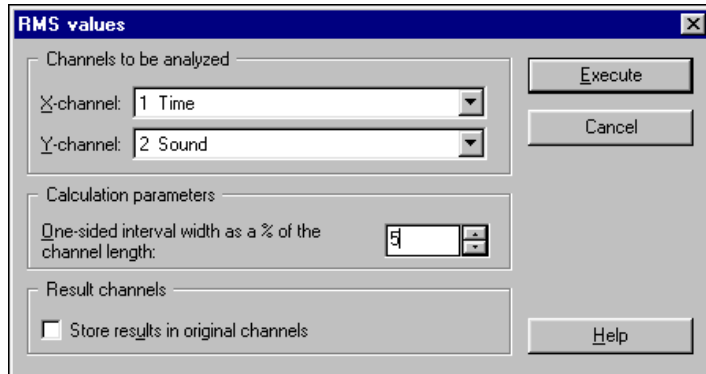 RMS values
Channels to be analyzed
X-channel: 1 Time
Y-channel: 2 Sound
Calculation parameters
One-sided interval width as a % of the
channel length:
5
Result channels
Store results in original channels
Execute
Cancel
Help